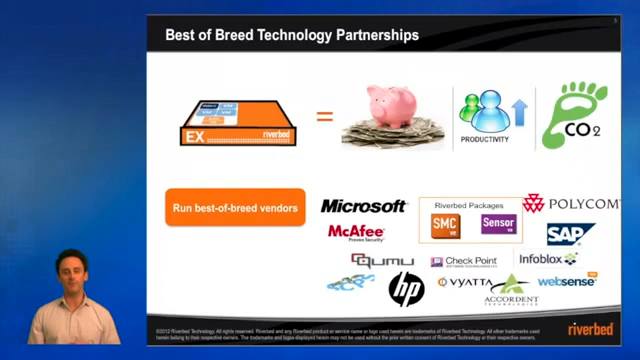 Best of Breed Technology Partnerships
EX
riverbed
=
PRODUCTIVITY
CO2
Run best-of-breed vendors
Microsoft
Riverbed Packages
SMC
ve
Sensor
ve
POLYCOM
McAfee
Proven Security
SAP
QUMU
Check Point
SOFTWARE TECHNOLOGIES LTD
Infoblox
hp
VYATTA
ACCORDENT
TECHNOLOGIES
websense
©2012 Riverbed Technology. All rights reserved. Riverbed and any Riverbed product or service name or logo used herein are trademarks of Riverbed Technology. All other trademarks used
herein belong to their respective owners. The trademarks and logos displayed herein may not be used without the prior written consent of Riverbed Technology or their respective owners.
riverbed